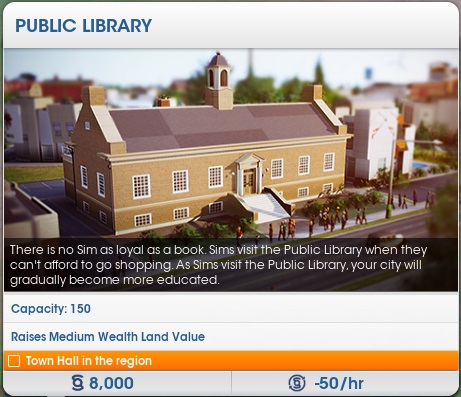 PUBLIC LIBRARY
There is no Sim as loyal as a book. Sims visit the Public Library when they
can't afford to go shopping. As Sims visit the Public Library, your city will
gradually become more educated.
Capacity: 150
Raises Medium Wealth Land Value
Town Hall in the region
8,000
-50/hr